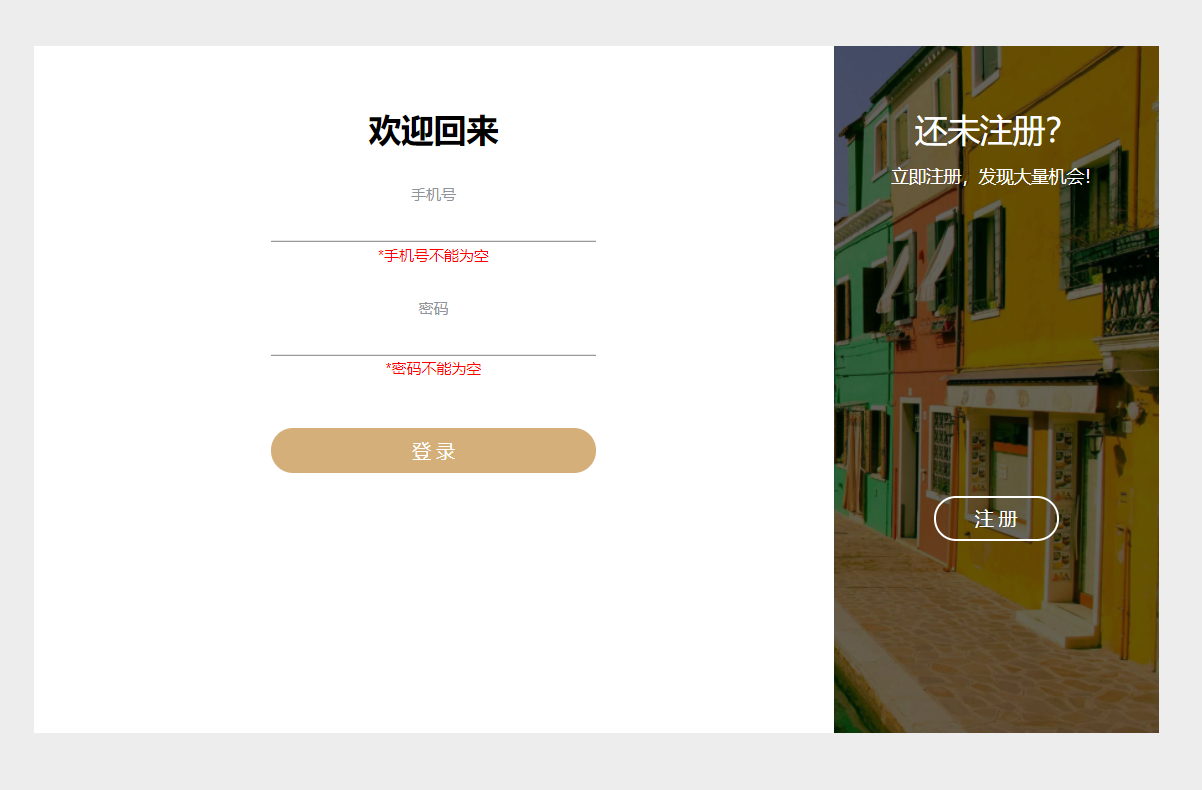 欢迎回来
手机号
*手机号不能为空
密码
*密码不能为空
登录
还未注册？
立即注册，发现大量机会！
注册